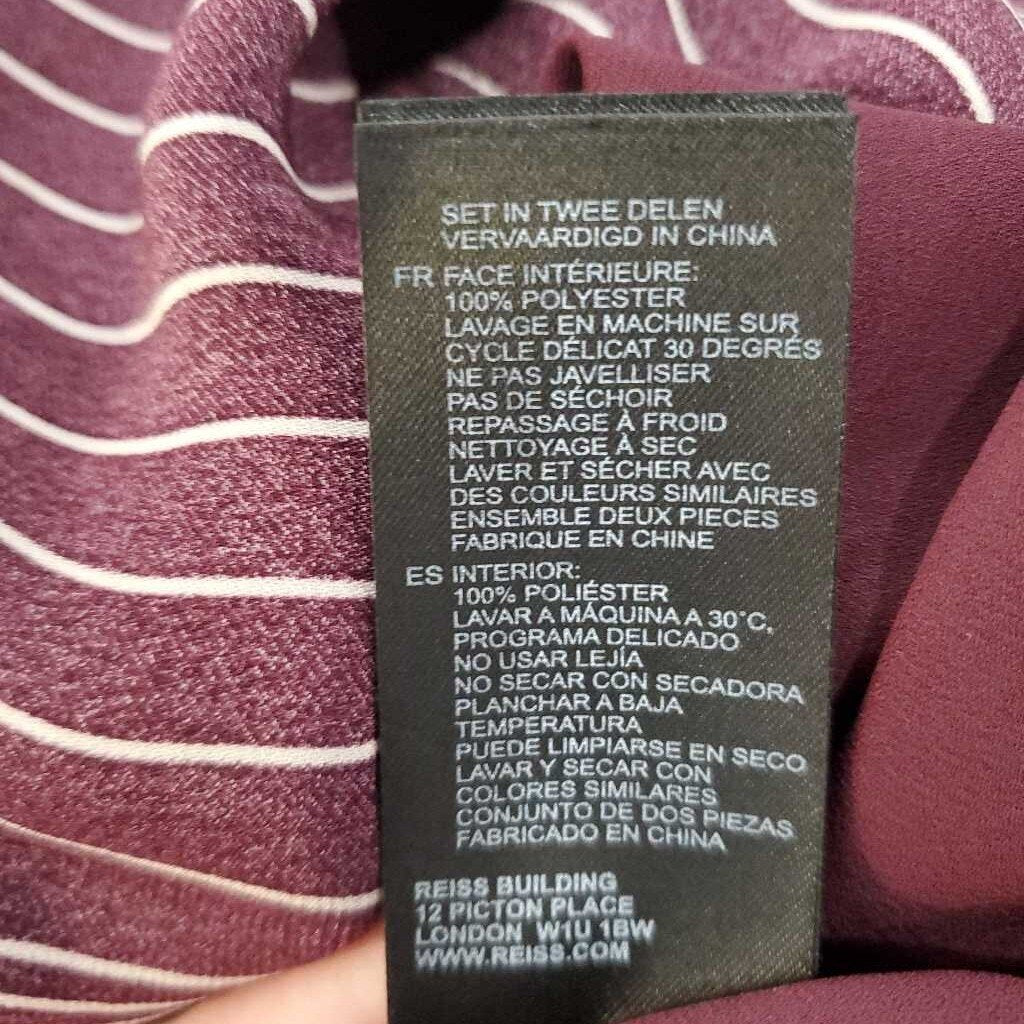 SET IN TWEE DELEN
VERVAARDIGD IN CHINA
FR FACE INTÉRIEURE:
100% POLYESTER
LAVAGE EN MACHINE SUR
CYCLE DÉLICAT 30 DEGRÉS
NE PAS JAVELLISER
PAS DE SÉCHOIR
REPASSAGE À FROID
NETTOYAGE À SEC
LAVER ET SÉCHER AVEC
DES COULEURS SIMILAIRES
ENSEMBLE DEUX PIECES
FABRIQUE EN CHINE
ES INTERIOR:
100% POLIÉSTER
LAVAR A MÁQUINA A 30°C,
PROGRAMA DELICADO
NO USAR LEJÍA
NO SECAR CON SECADORA
PLANCHAR A BAJA
TEMPERATURA
PUEDE LIMPIARSE EN SECO
LAVAR Y SECAR CON
COLORES SIMILARES
CONJUNTO DE DOS PIEZAS
FABRICADO EN CHINA
REISS BUILDING
12 PICTON PLACE
LONDON W1U 1BW
WWW.REISS.COM